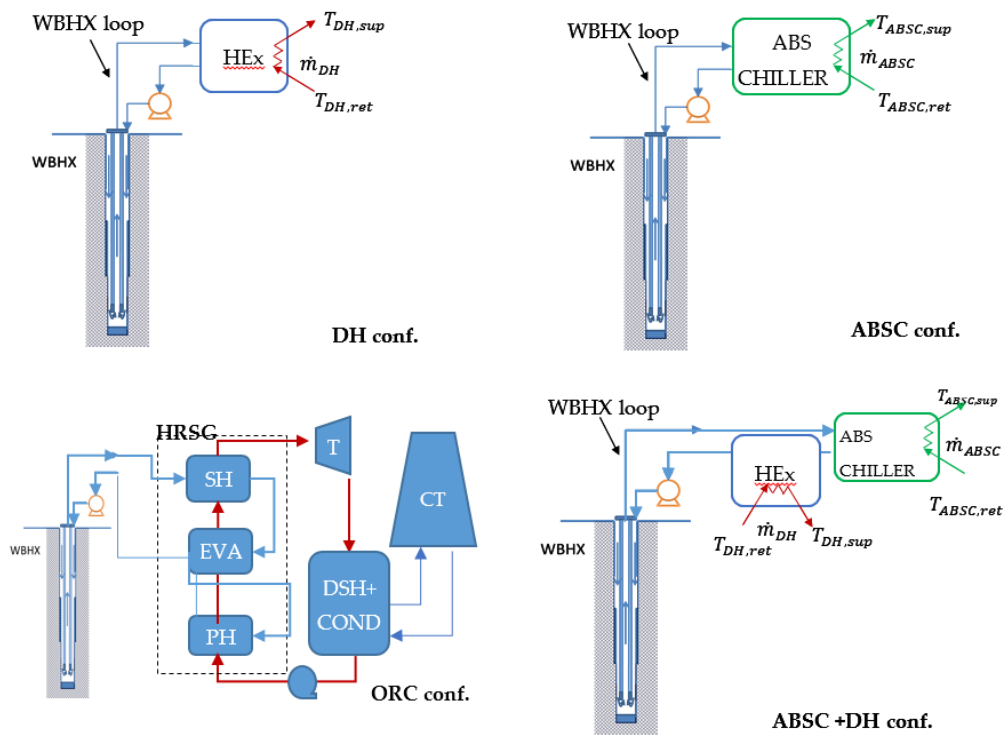 WBHX loop
T_DH,sup
HEx
ṁ_DH
T_DH,ret
WBHX
DH conf.
WBHX loop
T_ABSC,sup
ABS
ṁ_ABSC
CHILLER
T_ABSC,ret
WBHX
ABSC conf.
HRSG
T
SH
CT
EVA
WBHX
DSH+
COND
PH
ORC conf.
WBHX loop
T_ABSC,sup
ABS
ṁ_ABSC
HEx
CHILLER
T_ABSC,ret
ṁ_DH
T_DH,ret
T_DH,sup
WBHX
ABSC +DH conf.